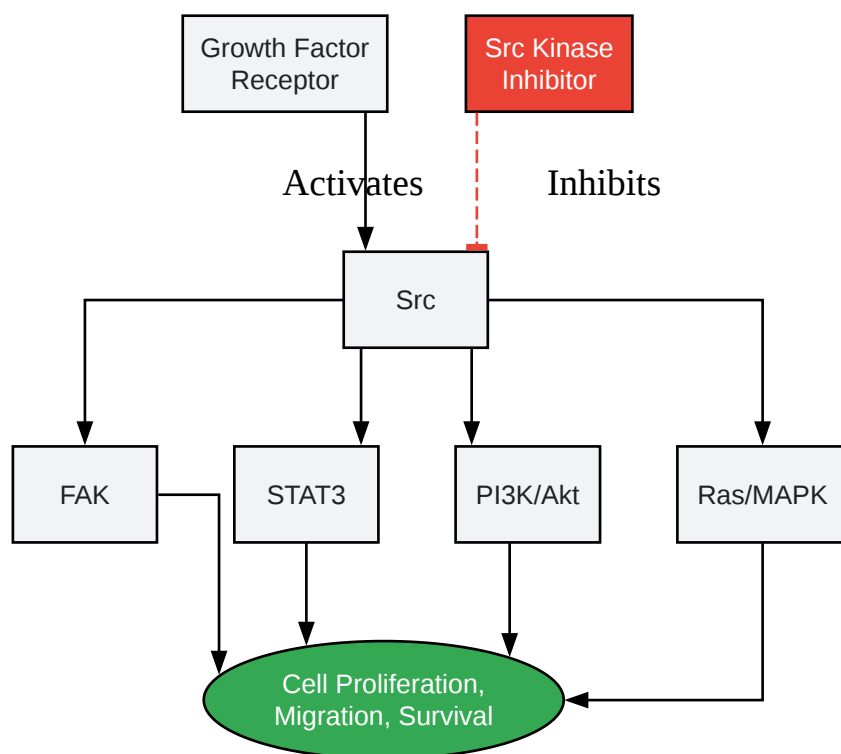 Growth Factor
Receptor
Src Kinase
Inhibitor
Activates
Inhibits
Src
FAK
STAT3
PI3K/Akt
Ras/MAPK
Cell Proliferation,
Migration, Survival